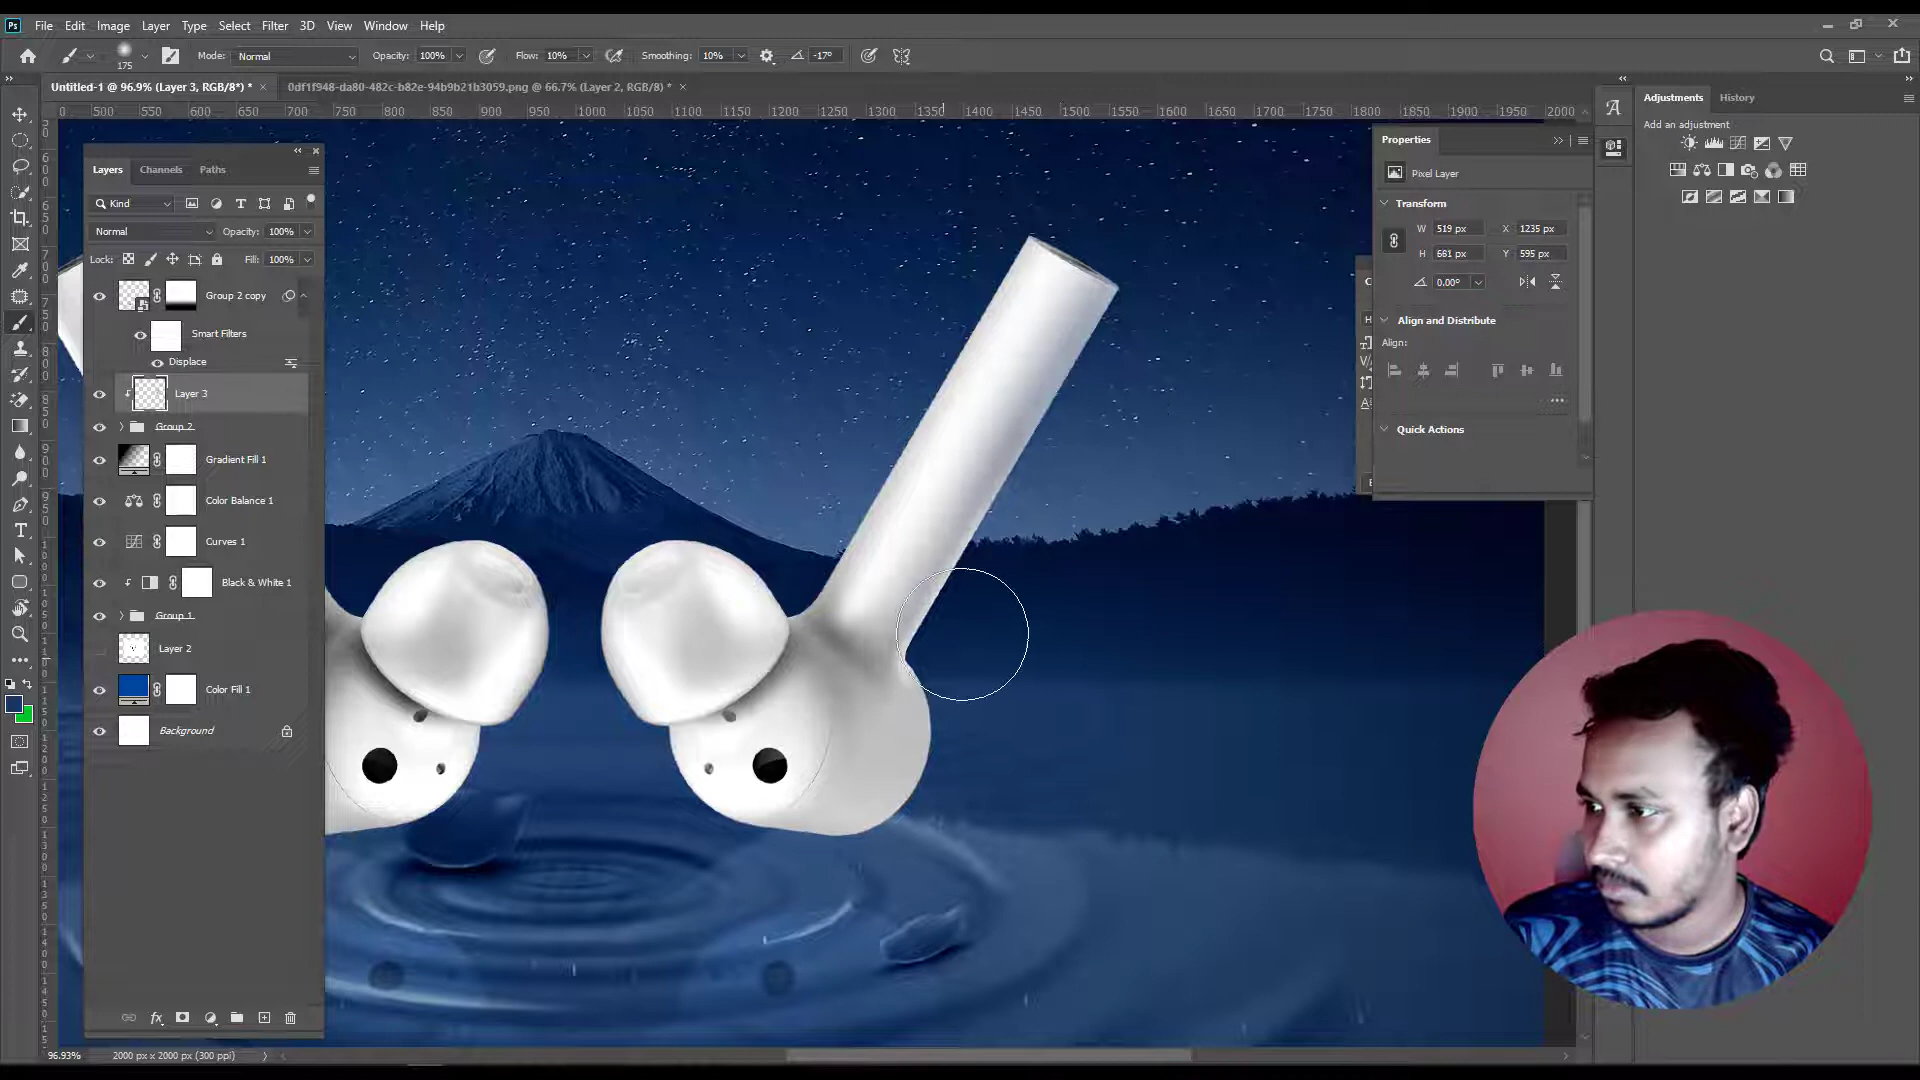 Ps File Edit Image Layer Type Select Filter 3D View Window Help
175 Mode: Normal Opacity: 100% Flow: 10% Smoothing: 10% -17°
Untitled-1 @ 96.9% (Layer 3, RGB/8*) * × 0df1f948-da80-482c-b82e-94b9b21b3059.png @ 66.7% (Layer 2, RGB/8) * ×
0 500 550 600 650 700 750 800 850 900 950 1000 1050 1100 1150 1200 1250 1300 1350 1400 1450 1500 1550 1600 1650 1700 1750 1800 1850 1900 1950 2000
Layers Channels Paths
Kind
Normal Opacity: 100%
Lock: Fill: 100%
Group 2 copy
Smart Filters
Displace
Layer 3
Group 2
Gradient Fill 1
Color Balance 1
Curves 1
Black & White 1
Group 1
Layer 2
Color Fill 1
Background
Properties
Pixel Layer
Transform
W 519 px X 1235 px
H 661 px Y 595 px
0.00°
Align and Distribute
Align:
Quick Actions
Adjustments History
Add an adjustment
96.93% 2000 px x 2000 px (300 ppi)